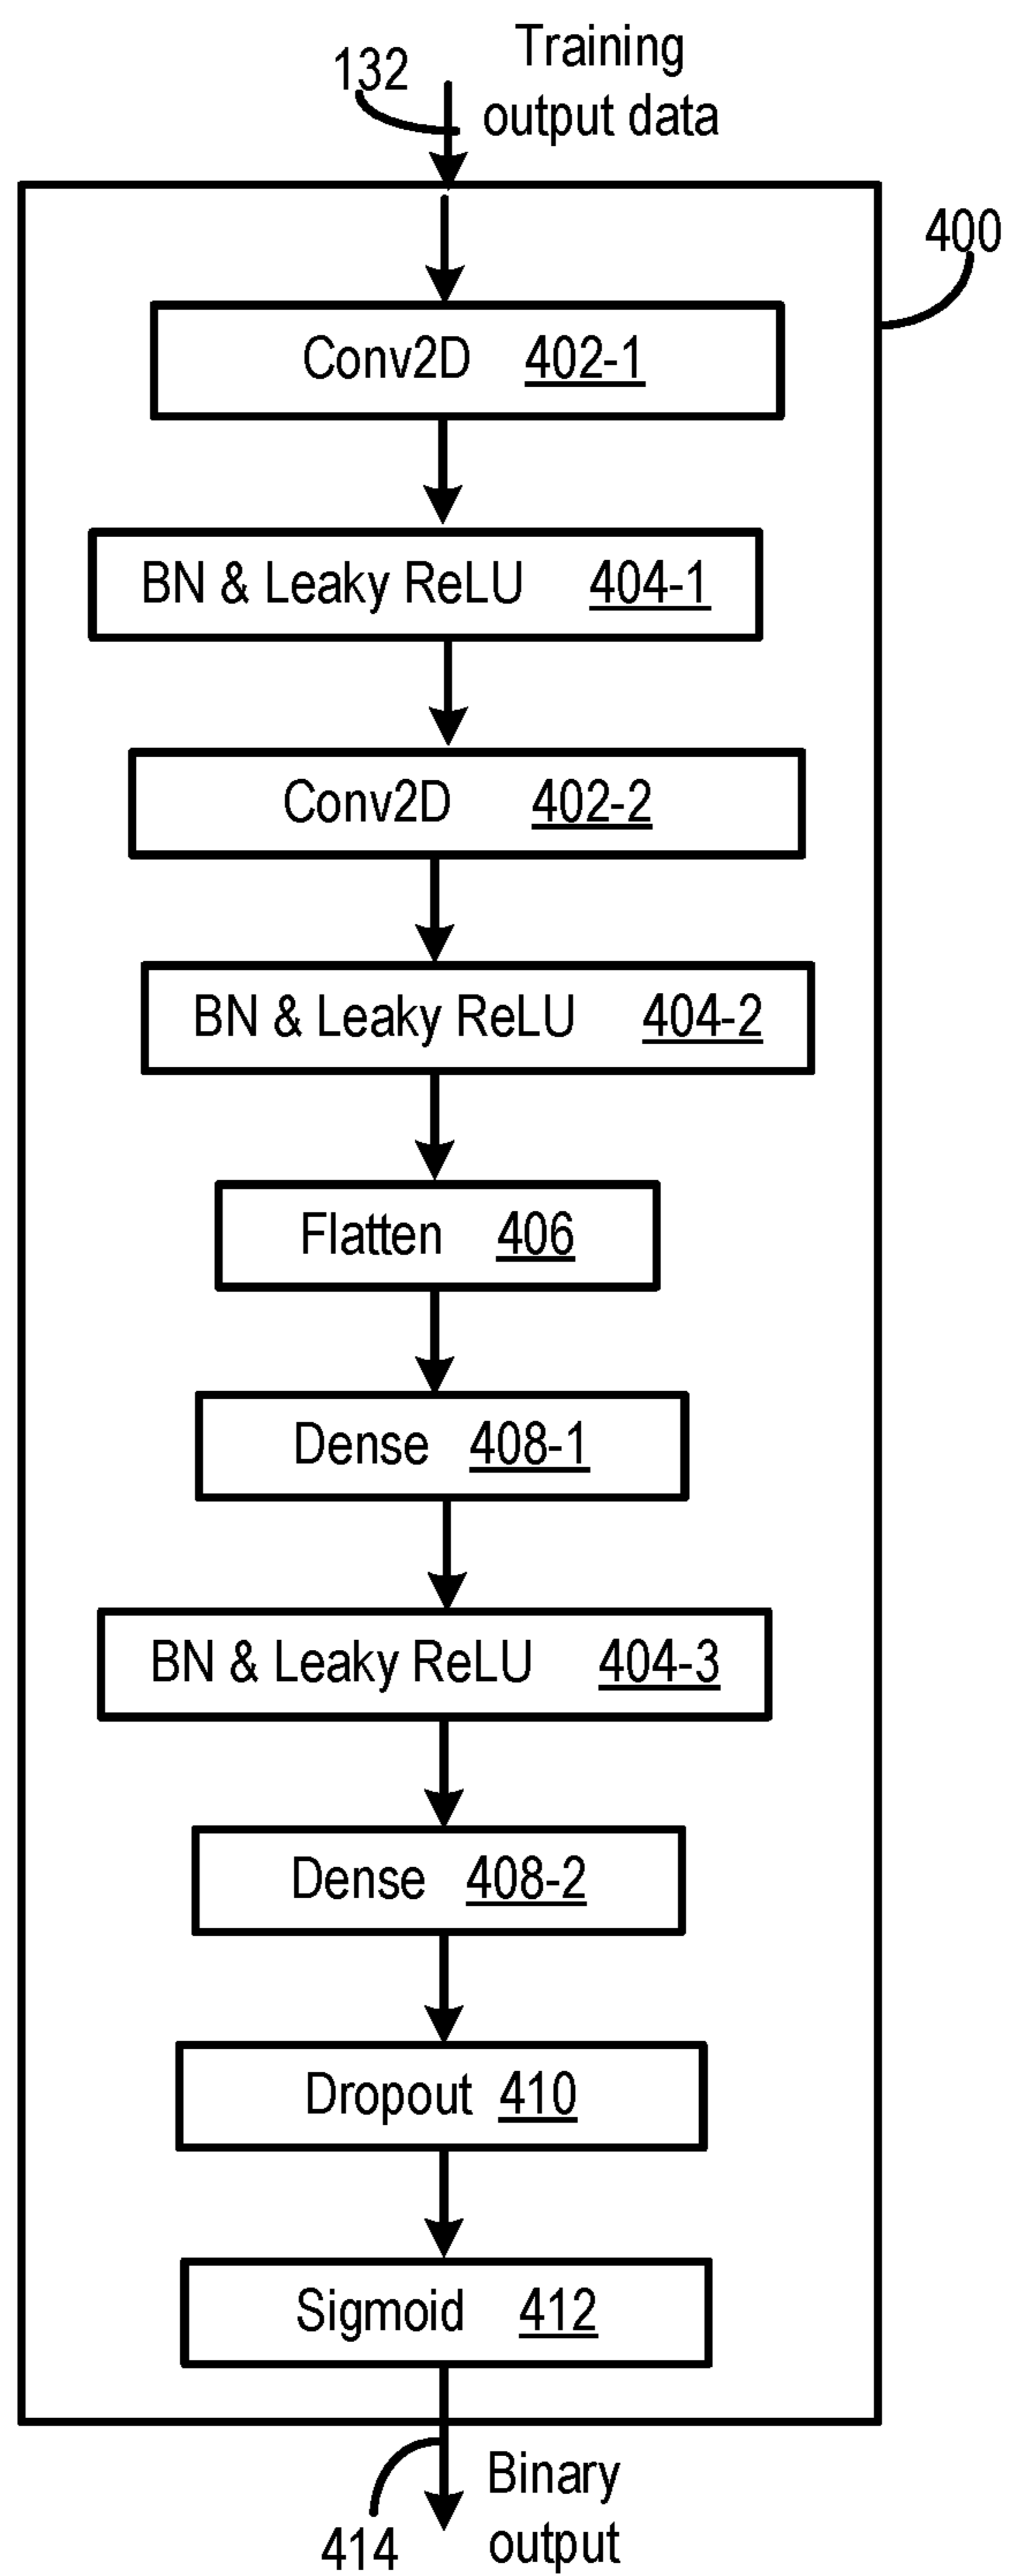 132
Training
output data
400
Conv2D 402-1
BN & Leaky ReLU 404-1
Conv2D 402-2
BN & Leaky ReLU 404-2
Flatten 406
Dense 408-1
BN & Leaky ReLU 404-3
Dense 408-2
Dropout 410
Sigmoid 412
414
Binary
output